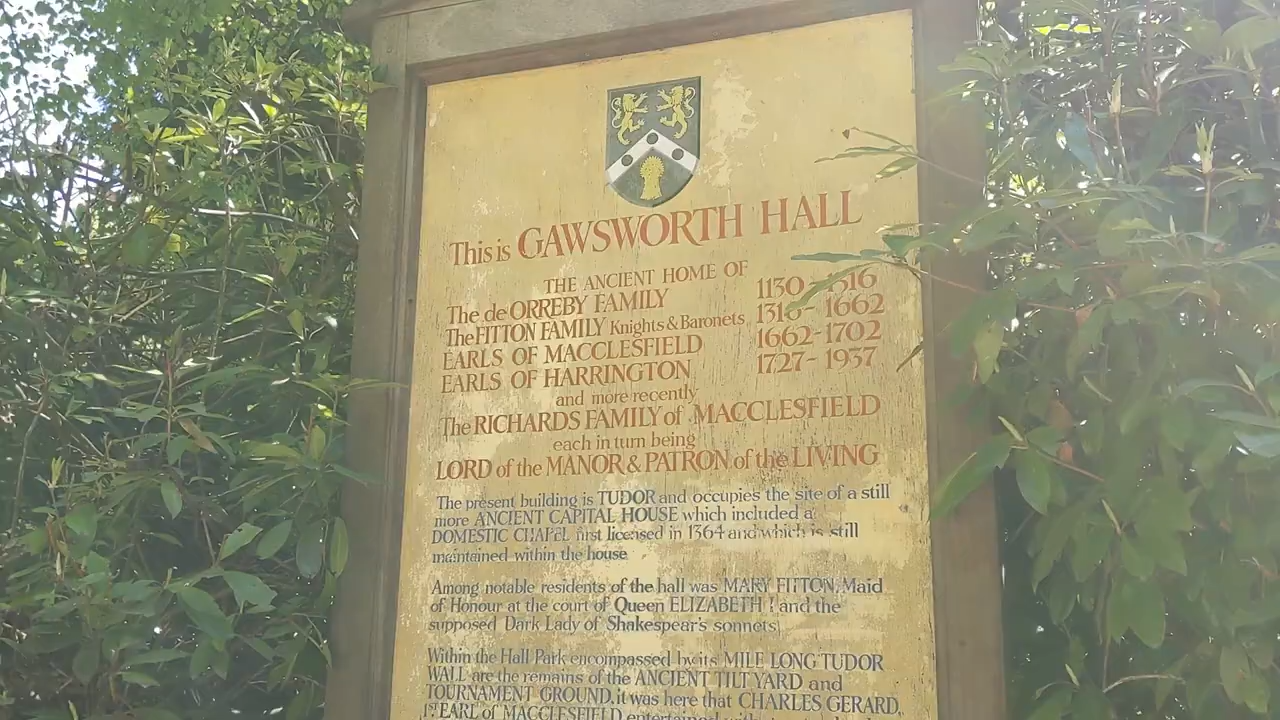 This is GAWSWORTH HALL
THE ANCIENT HOME OF
The de ORREBY FAMILY 1130 - 1316
The FITTON FAMILY Knights & Baronets 1316 - 1662
EARLS OF MACCLESFIELD 1662-1702
EARLS OF HARRINGTON 1727- 1937
and more recently
The RICHARDS FAMILY of MACCLESFIELD
each in turn being
LORD of the MANOR & PATRON of the LIVING
The present building is TUDOR and occupies the site of a still
more ANCIENT CAPITAL HOUSE which included a
DOMESTIC CHAPEL first licensed in 1364 and which is still
maintained within the house
Among notable residents of the hall was MARY FITTON, Maid
of Honour at the court of Queen ELIZABETH I and the
supposed Dark Lady of Shakespear's sonnets
Within the Hall Park encompassed by its MILE LONG TUDOR
WALL are the remains of the ANCIENT TILT YARD and
TOURNAMENT GROUND, it was here that CHARLES GERARD,
1ST EARL of MACCLESFIELD entertained